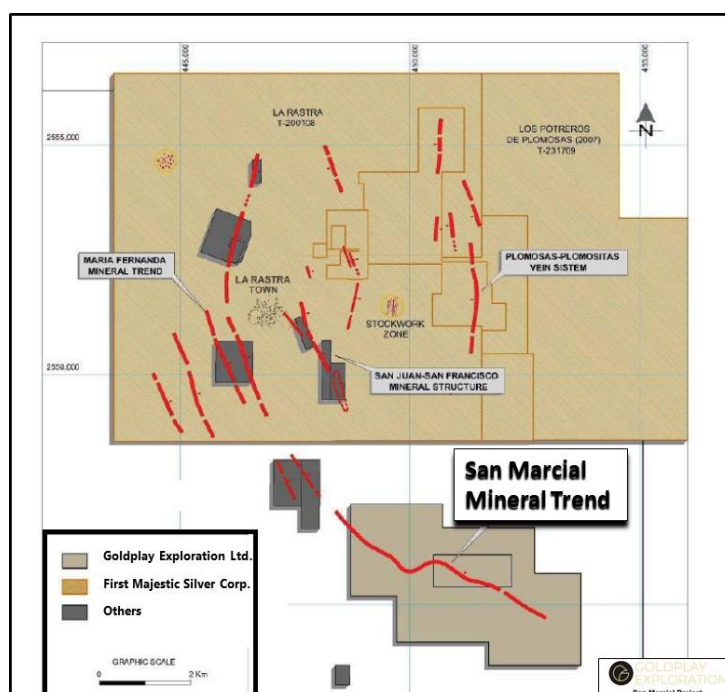 445,000
450,000
455,000
2555,000
LA RASTRA
T-200108
LOS POTREROS
DE PLOMOSAS (2007)
T-231709
N
MARIA FERNANDA
MINERAL TREND
LA RASTRA
TOWN
PLOMOSAS-PLOMOSITAS
VEIN SISTEM
STOCKWORK
ZONE
2550,000
SAN JUAN-SAN FRANCISCO
MINERAL STRUCTURE
San Marcial
Mineral Trend
Goldplay Exploration Ltd.
First Majestic Silver Corp.
Others
GRAPHIC SCALE
0 2 Km
GOLDPLAY
EXPLORATION
San Marcial Project